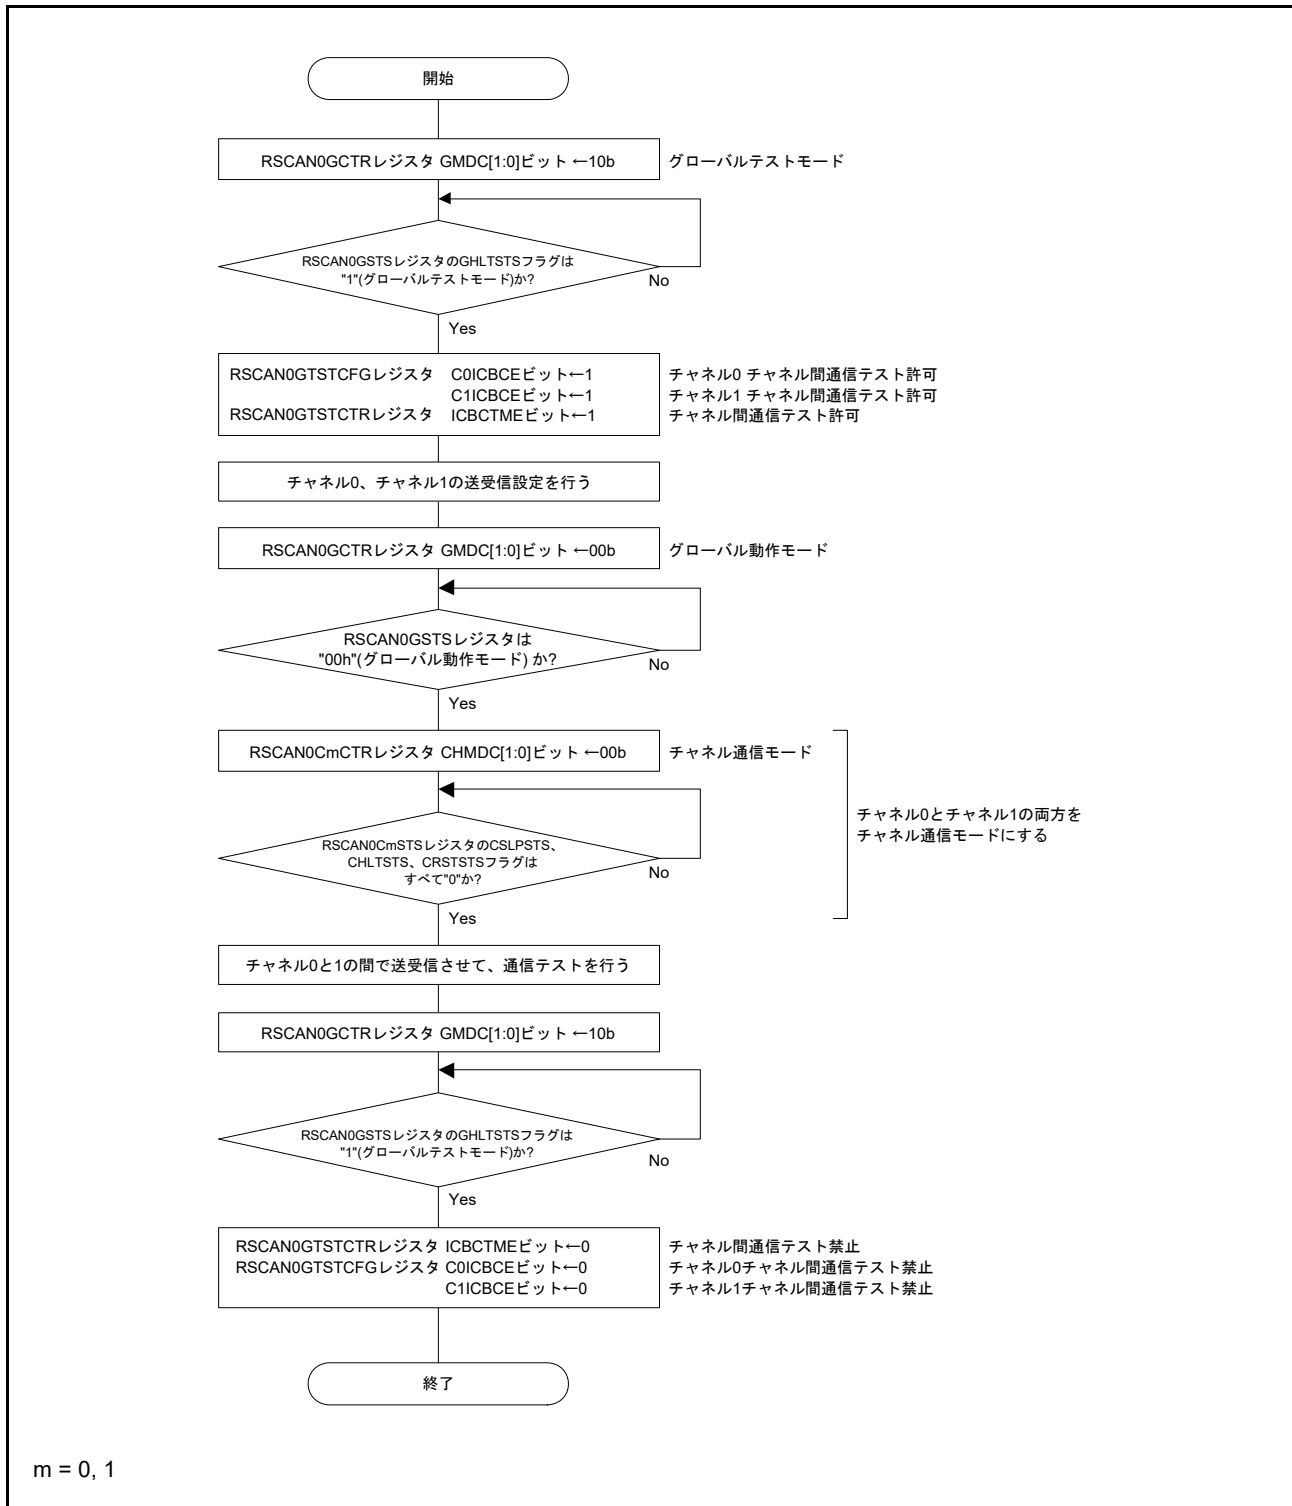 開始
RSCAN0GCTRレジスタ GMDC[1:0]ビット ←10b グローバルテストモード
RSCAN0GSTSレジスタのGHLTSTSフラグは
"1"(グローバルテストモード)か?
No
Yes
RSCAN0GTSTCFGレジスタ C0ICBCEビット←1 チャネル0 チャネル間通信テスト許可
C1ICBCEビット←1 チャネル1 チャネル間通信テスト許可
RSCAN0GTSTCTRレジスタ ICBCTMEビット←1 チャネル間通信テスト許可
チャネル0、チャネル1の送受信設定を行う
RSCAN0GCTRレジスタ GMDC[1:0]ビット ←00b グローバル動作モード
RSCAN0GSTSレジスタは
"00h"(グローバル動作モード) か?
No
Yes
RSCAN0CmCTRレジスタ CHMDC[1:0]ビット ←00b チャネル通信モード
チャネル0とチャネル1の両方を
チャネル通信モードにする
RSCAN0CmSTSレジスタのCSLPSTS、
CHLTSTS、CRSTSTSフラグは
すべて"0"か?
No
Yes
チャネル0と1の間で送受信させて、通信テストを行う
RSCAN0GCTRレジスタ GMDC[1:0]ビット ←10b
RSCAN0GSTSレジスタのGHLTSTSフラグは
"1"(グローバルテストモード)か?
No
Yes
RSCAN0GTSTCTRレジスタ ICBCTMEビット←0 チャネル間通信テスト禁止
RSCAN0GTSTCFGレジスタ C0ICBCEビット←0 チャネル0チャネル間通信テスト禁止
C1ICBCEビット←0 チャネル1チャネル間通信テスト禁止
終了
m = 0, 1